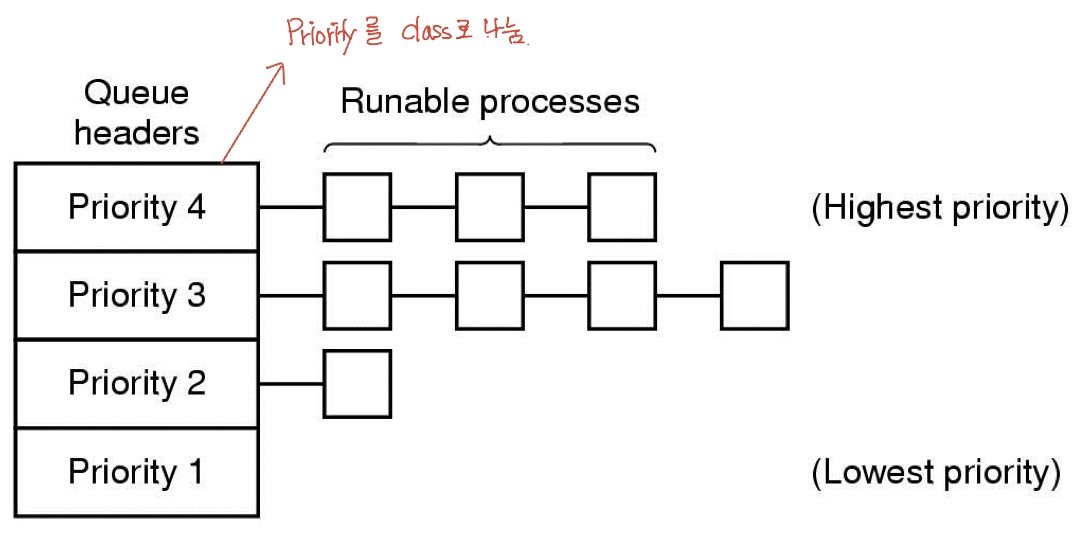 Priority를 class로 나눔.
Queue
headers
Runable processes
Priority 4
(Highest priority)
Priority 3
Priority 2
Priority 1
(Lowest priority)